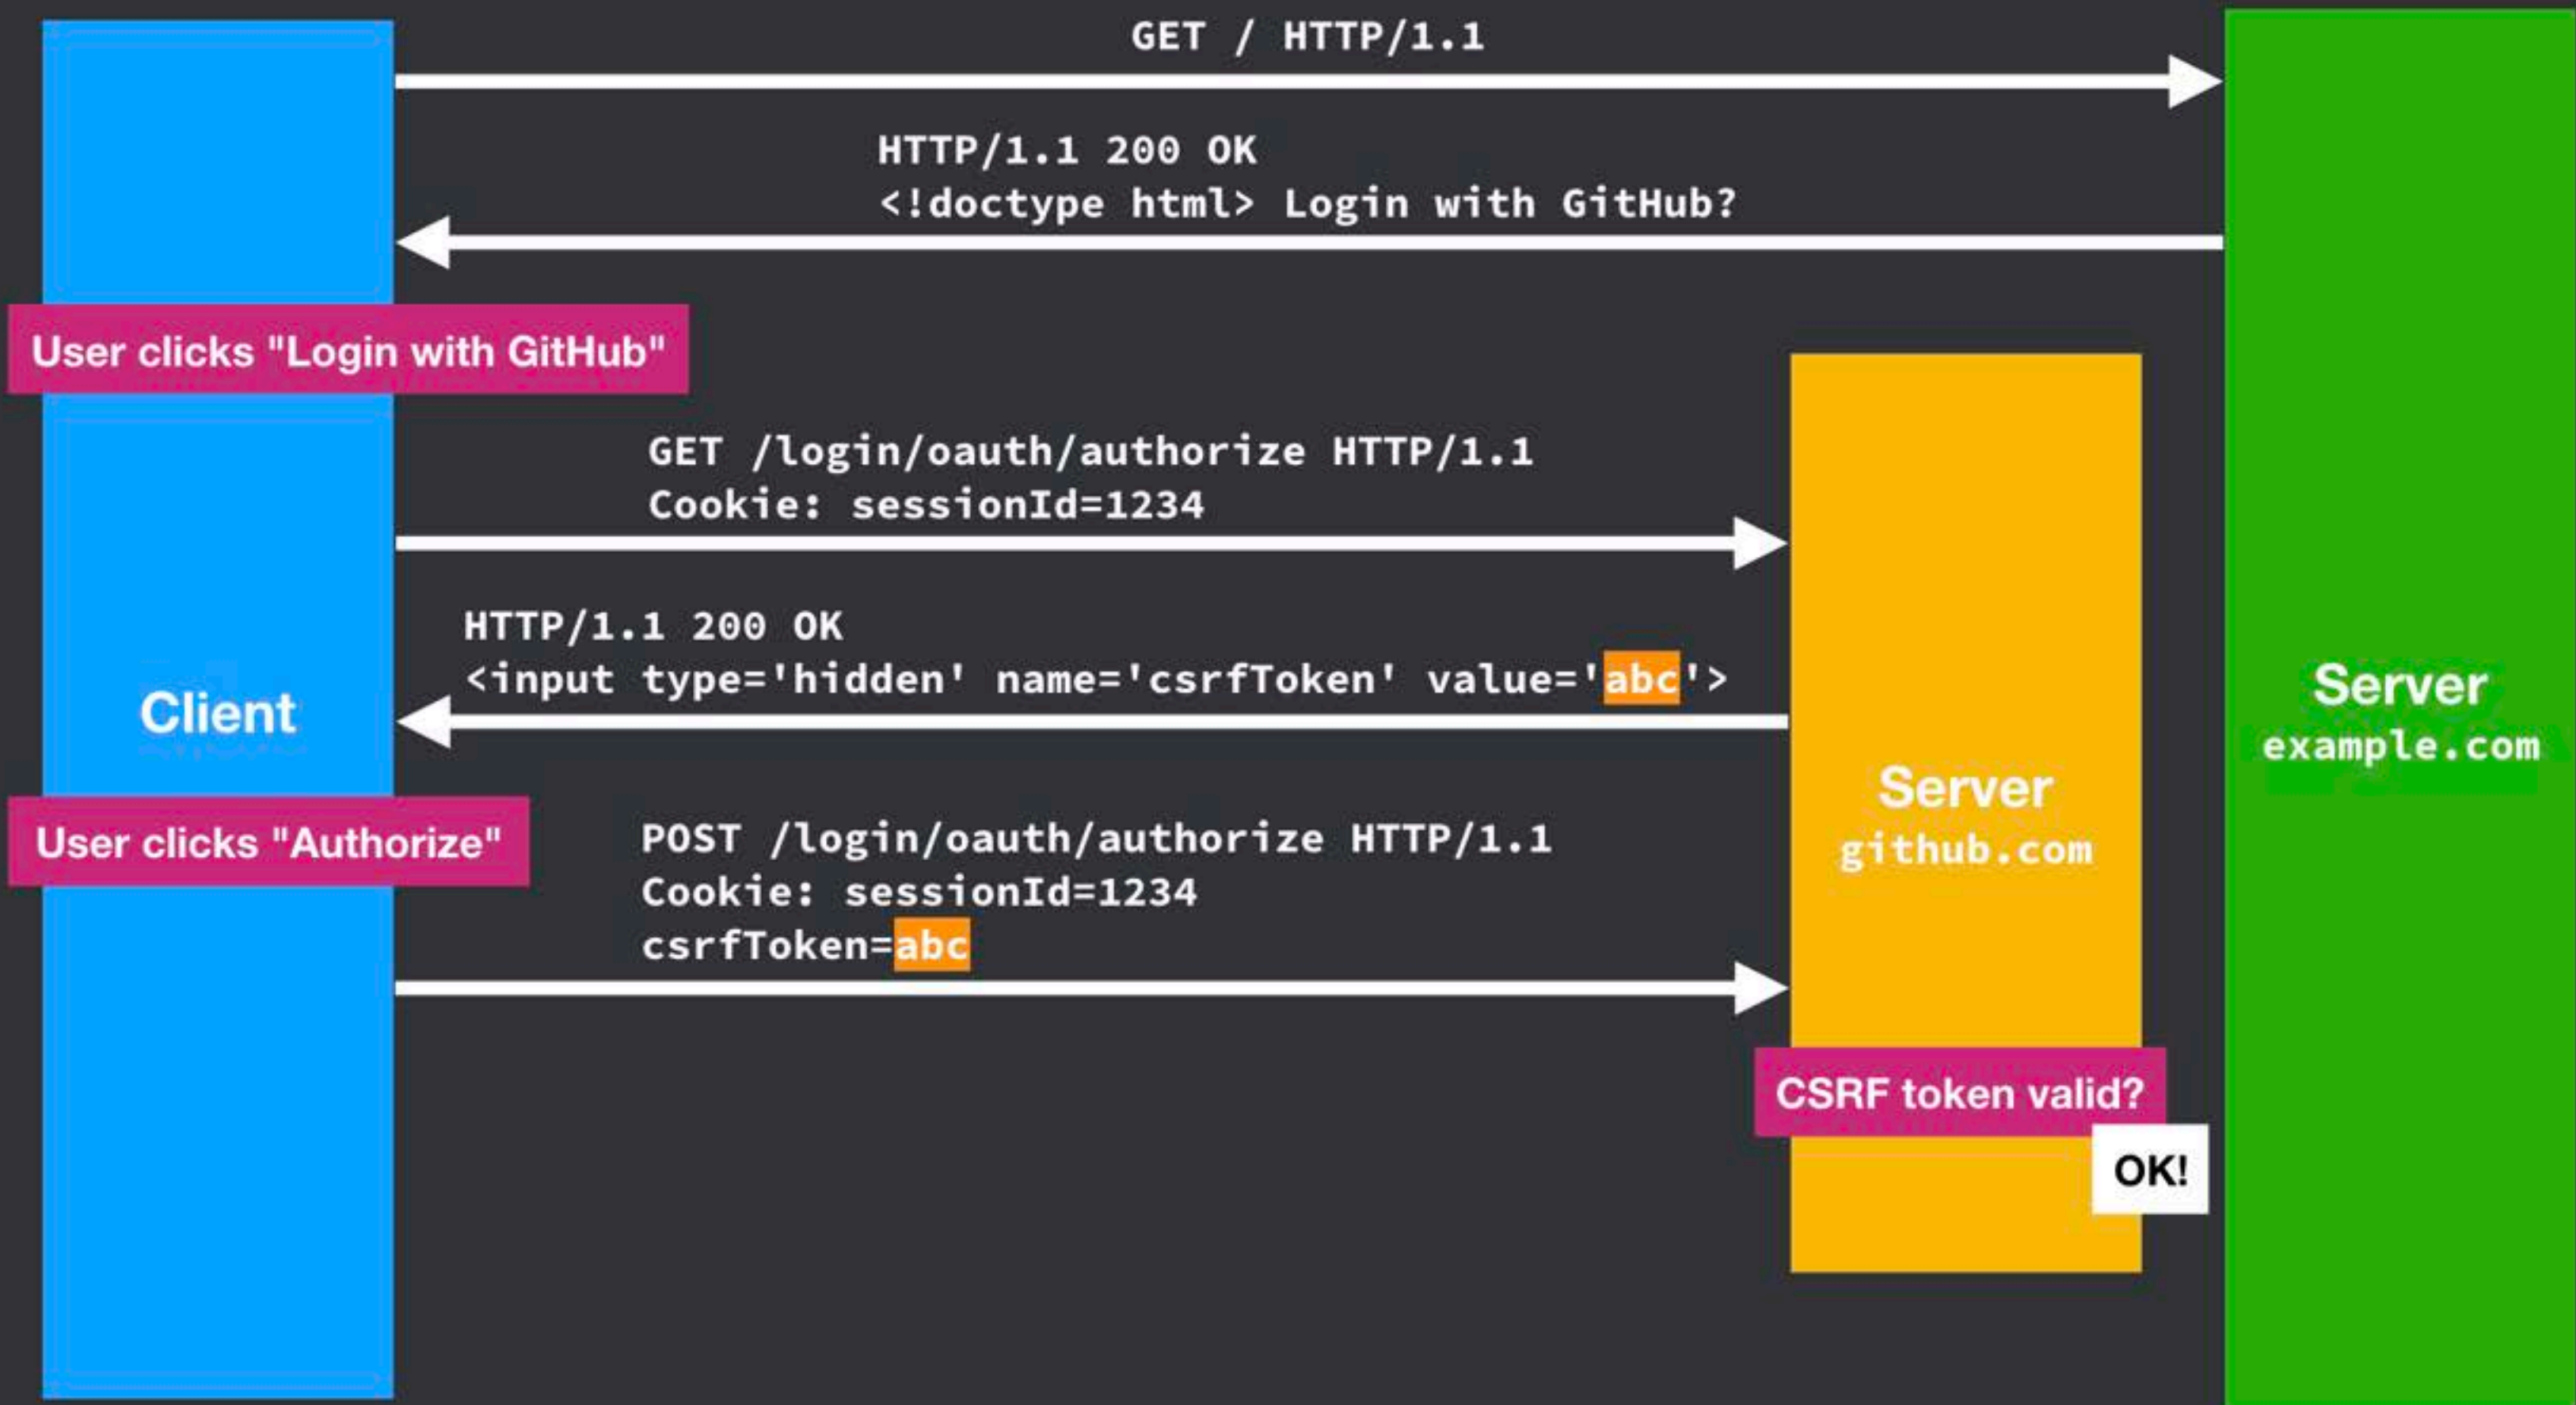 GET / HTTP/1.1
HTTP/1.1 200 OK
<!doctype html> Login with GitHub?
User clicks "Login with GitHub"
GET /login/oauth/authorize HTTP/1.1
Cookie: sessionId=1234
HTTP/1.1 200 OK
<input type='hidden' name='csrfToken' value='abc'>
Client
Server
example.com
Server
github.com
User clicks "Authorize"
POST /login/oauth/authorize HTTP/1.1
Cookie: sessionId=1234
csrfToken=abc
CSRF token valid?
OK!